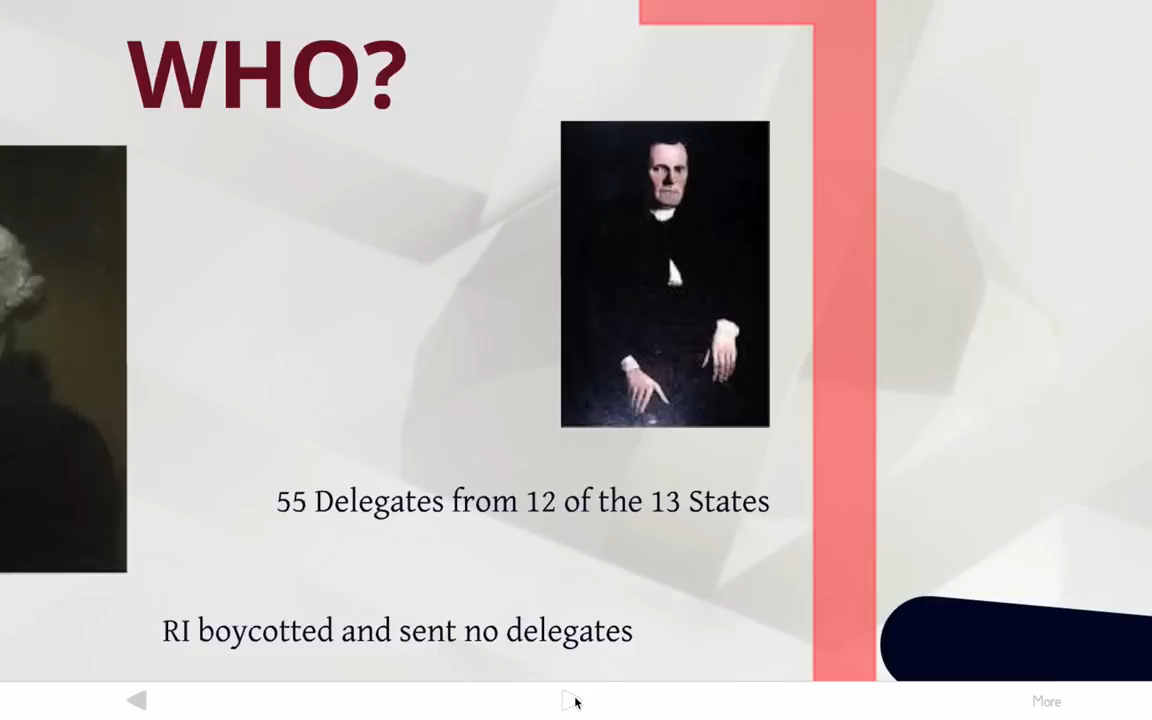 WHO?
55 Delegates from 12 of the 13 States
RI boycotted and sent no delegates
More